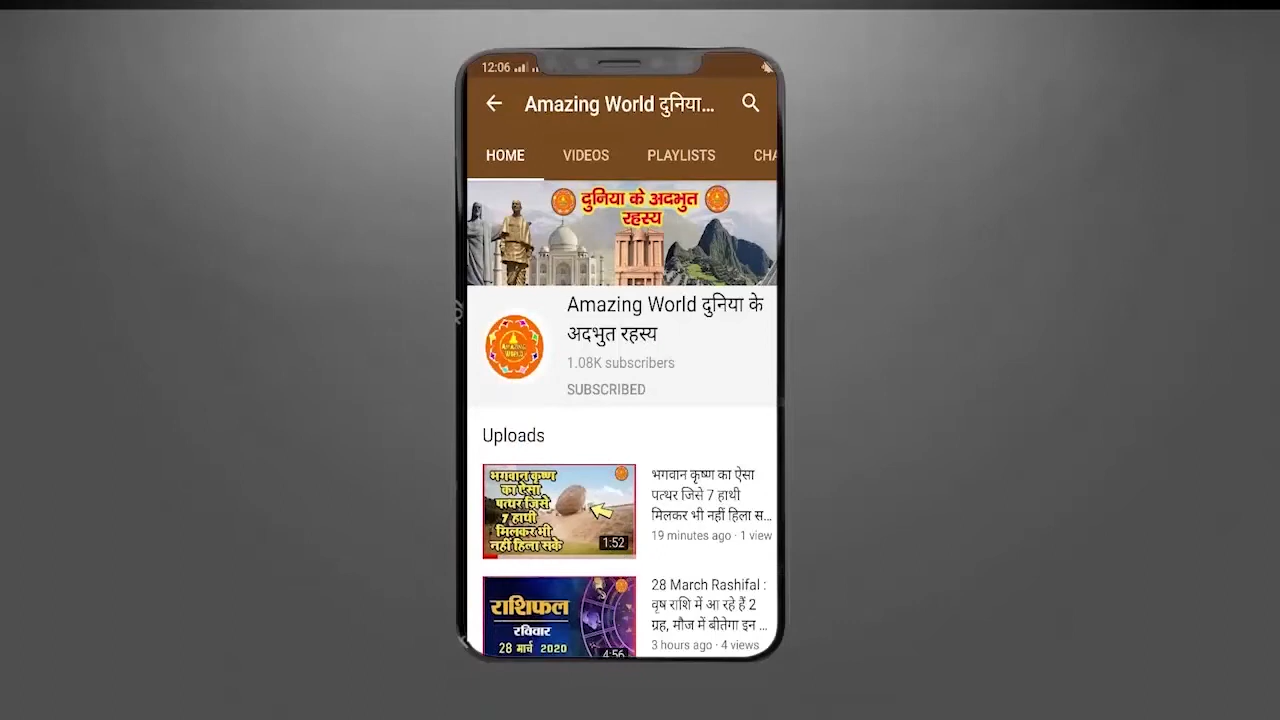 12:06
Amazing World दुनिया...
HOME VIDEOS PLAYLISTS CHA
दुनिया के अदभुत
रहस्य
Amazing World दुनिया के
अदभुत रहस्य
AMAZING
WORLD
1.08K subscribers
SUBSCRIBED
Uploads
भगवान कृष्ण
का ऐसा
पत्थर जिसे
7 हाथी
मिलकर भी
नहीं हिला सके
1:52
भगवान कृष्ण का ऐसा
पत्थर जिसे 7 हाथी
मिलकर भी नहीं हिला स...
19 minutes ago · 1 view
राशिफल
रविवार
28 मार्च 2020
4:56
28 March Rashifal :
वृष राशि में आ रहे हैं 2
ग्रह, मौज में बीतेगा इन ...
3 hours ago · 4 views